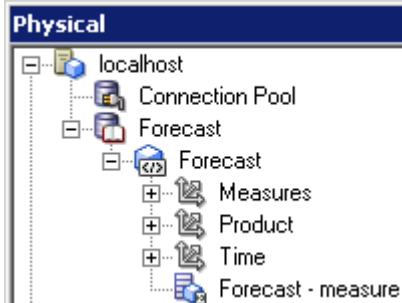 Physical
localhost
Connection Pool
Forecast
Forecast
Measures
Product
Time
Forecast - measure